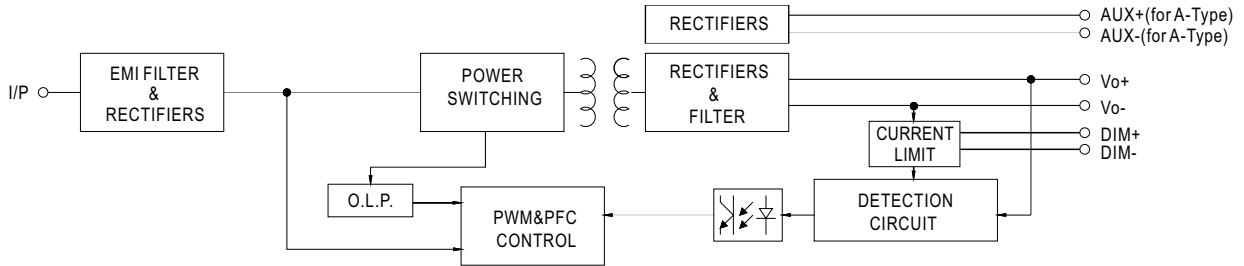 RECTIFIERS
AUX+(for A-Type)
AUX-(for A-Type)
I/P
EMI FILTER
&
RECTIFIERS
POWER
SWITCHING
RECTIFIERS
&
FILTER
Vo+
Vo-
CURRENT
LIMIT
DIM+
DIM-
O.L.P.
PWM&PFC
CONTROL
DETECTION
CIRCUIT